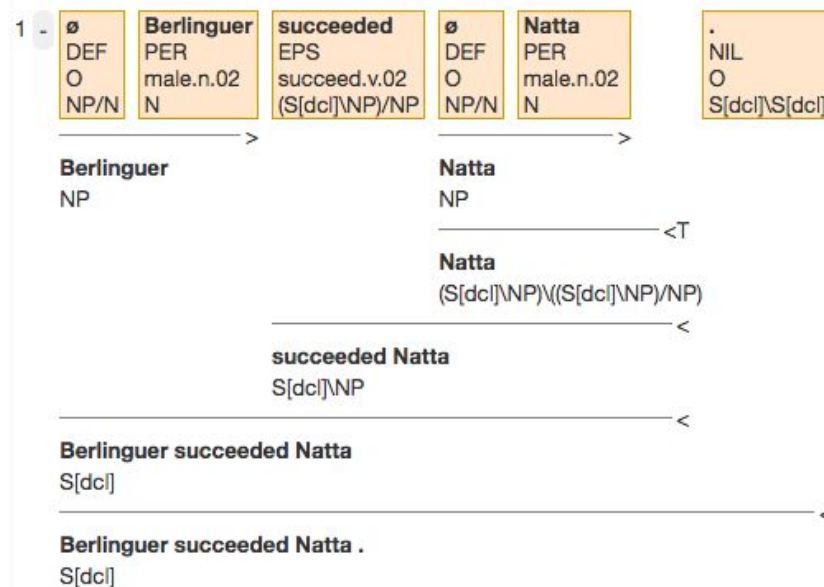 1 - ø Berlinguer succeeded ø Natta .
DEF PER EPS DEF PER NIL
O male.n.02 succeed.v.02 O male.n.02 O
NP/N N (S[dcl]\NP)/NP NP/N N S[dcl]\S[dcl]
> >
Berlinguer Natta
NP NP
<T
Natta
(S[dcl]\NP)\((S[dcl]\NP)/NP)
<
succeeded Natta
S[dcl]\NP
<
Berlinguer succeeded Natta
S[dcl]
<
Berlinguer succeeded Natta .
S[dcl]